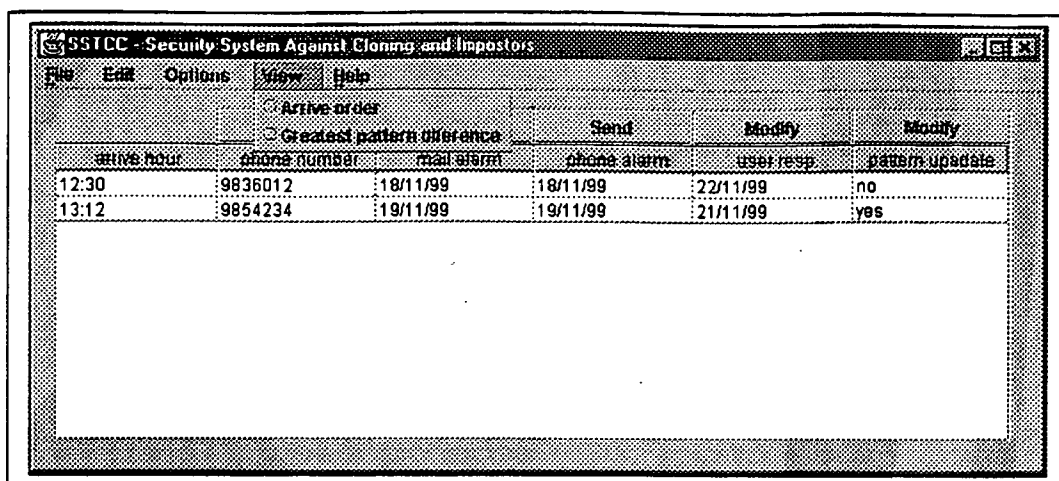 SSTCC - Security System Against Cloning and Impostors
File Edit Options View Help
Arrive order
Greatest pattern diference
Send Modify Modify
arrive hour phone number mail alarm phone alarm user resp. pattern upadate
12:30 9836012 18/11/99 18/11/99 22/11/99 no
13:12 9854234 19/11/99 19/11/99 21/11/99 yes